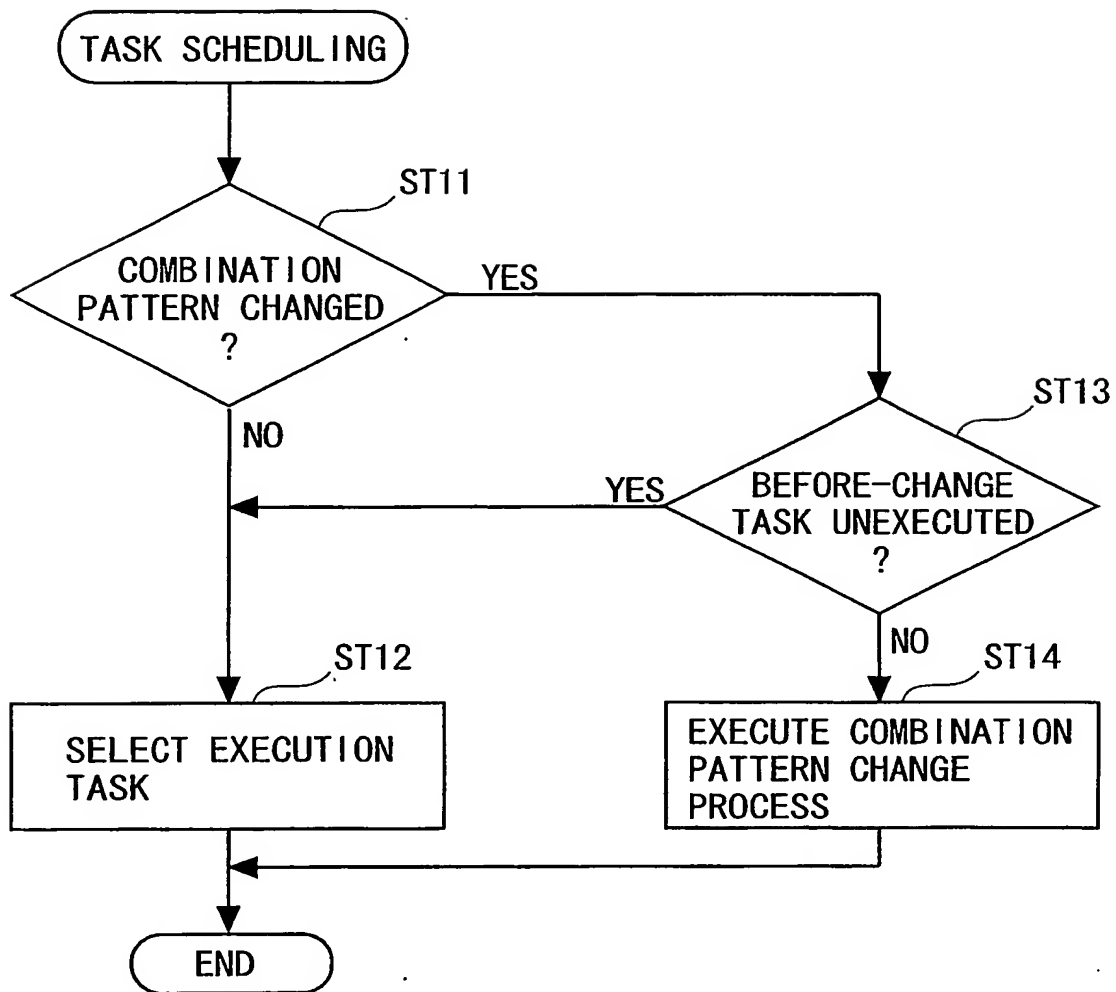 TASK SCHEDULING
ST11
COMBINATION
PATTERN CHANGED
?
YES
NO
ST13
YES
BEFORE-CHANGE
TASK UNEXECUTED
?
NO
ST12
SELECT EXECUTION
TASK
ST14
EXECUTE COMBINATION
PATTERN CHANGE
PROCESS
END